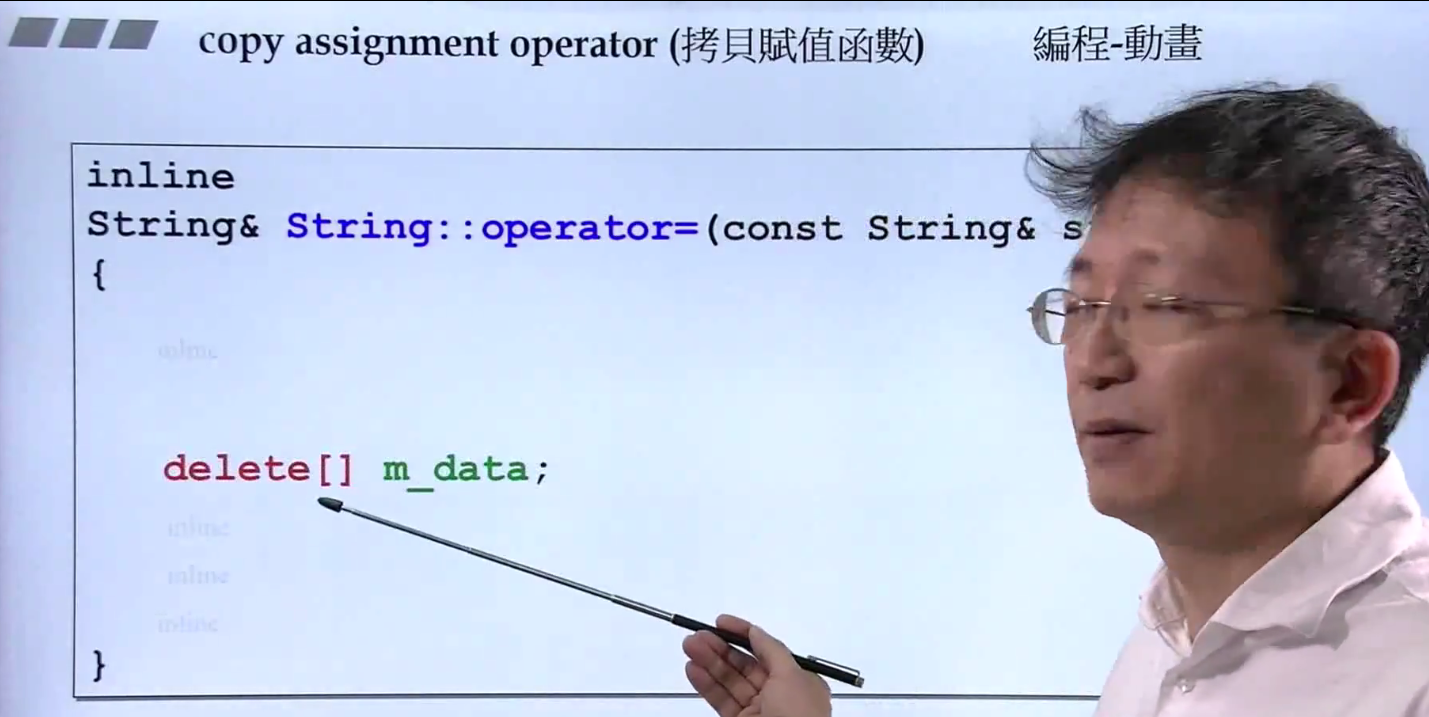 copy assignment operator (拷貝賦值函數) 編程-動畫
inline
String& String::operator=(const String& s
{
inline
delete[] m_data;
inline
inline
inline
}